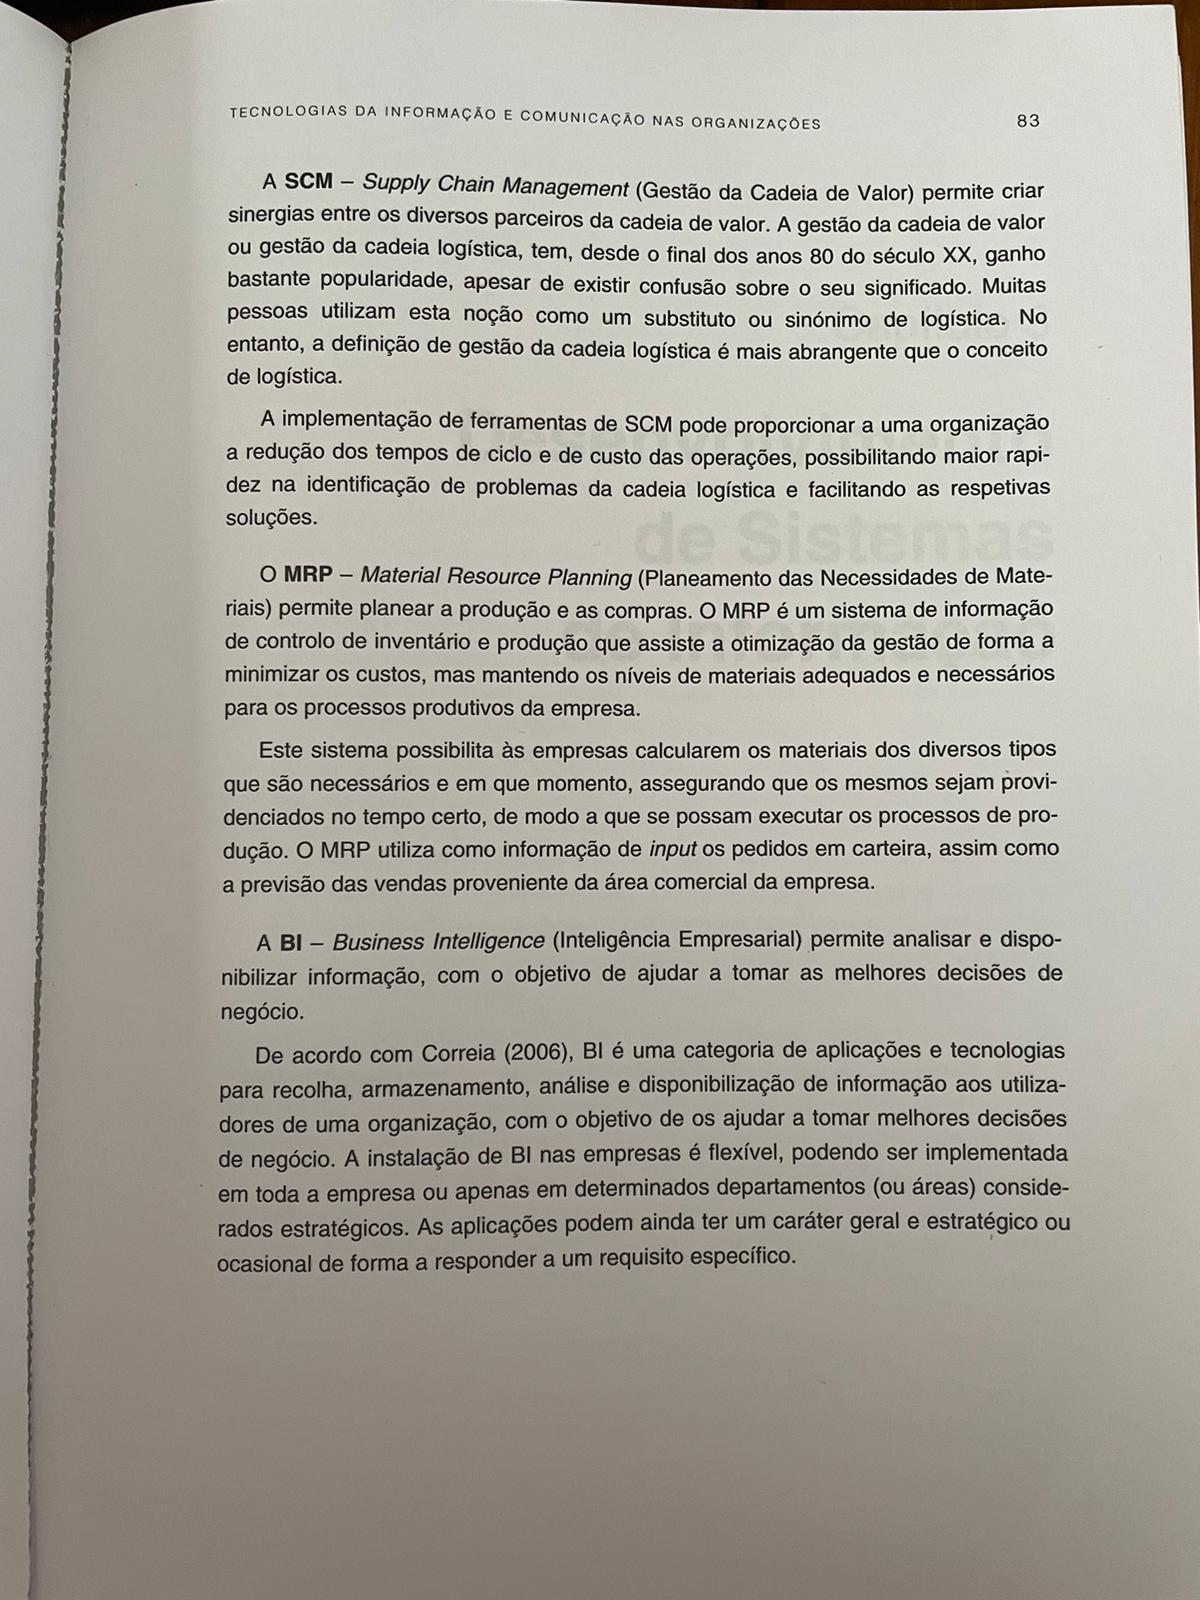 TECNOLOGIAS DA INFORMAÇÃO E COMUNICAÇÃO NAS ORGANIZAÇÕES 83
A SCM – Supply Chain Management (Gestão da Cadeia de Valor) permite criar
sinergias entre os diversos parceiros da cadeia de valor. A gestão da cadeia de valor
ou gestão da cadeia logística, tem, desde o final dos anos 80 do século XX, ganho
bastante popularidade, apesar de existir confusão sobre o seu significado. Muitas
pessoas utilizam esta noção como um substituto ou sinónimo de logística. No
entanto, a definição de gestão da cadeia logística é mais abrangente que o conceito
de logística.
A implementação de ferramentas de SCM pode proporcionar a uma organização
a redução dos tempos de ciclo e de custo das operações, possibilitando maior rapi-
dez na identificação de problemas da cadeia logística e facilitando as respetivas
soluções.
O MRP – Material Resource Planning (Planeamento das Necessidades de Mate-
riais) permite planear a produção e as compras. O MRP é um sistema de informação
de controlo de inventário e produção que assiste a otimização da gestão de forma a
minimizar os custos, mas mantendo os níveis de materiais adequados e necessários
para os processos produtivos da empresa.
Este sistema possibilita às empresas calcularem os materiais dos diversos tipos
que são necessários e em que momento, assegurando que os mesmos sejam provi-
denciados no tempo certo, de modo a que se possam executar os processos de pro-
dução. O MRP utiliza como informação de input os pedidos em carteira, assim como
a previsão das vendas proveniente da área comercial da empresa.
A BI – Business Intelligence (Inteligência Empresarial) permite analisar e dispo-
nibilizar informação, com o objetivo de ajudar a tomar as melhores decisões de
negócio.
De acordo com Correia (2006), BI é uma categoria de aplicações e tecnologias
para recolha, armazenamento, análise e disponibilização de informação aos utiliza-
dores de uma organização, com o objetivo de os ajudar a tomar melhores decisões
de negócio. A instalação de BI nas empresas é flexível, podendo ser implementada
em toda a empresa ou apenas em determinados departamentos (ou áreas) conside-
rados estratégicos. As aplicações podem ainda ter um caráter geral e estratégico ou
ocasional de forma a responder a um requisito específico.